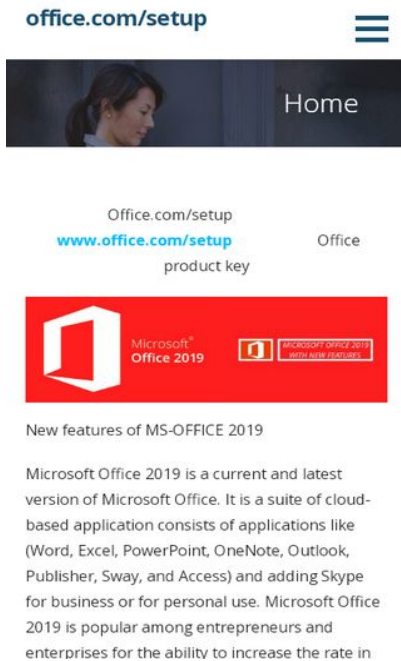 office.com/setup
Home
Office.com/setup
www.office.com/setup Office
product key
Microsoft®
Office 2019
MICROSOFT OFFICE 2019
WITH NEW FEATURES
New features of MS-OFFICE 2019
Microsoft Office 2019 is a current and latest
version of Microsoft Office. It is a suite of cloud-
based application consists of applications like
(Word, Excel, PowerPoint, OneNote, Outlook,
Publisher, Sway, and Access) and adding Skype
for business or for personal use. Microsoft Office
2019 is popular among entrepreneurs and
enterprises for the ability to increase the rate in